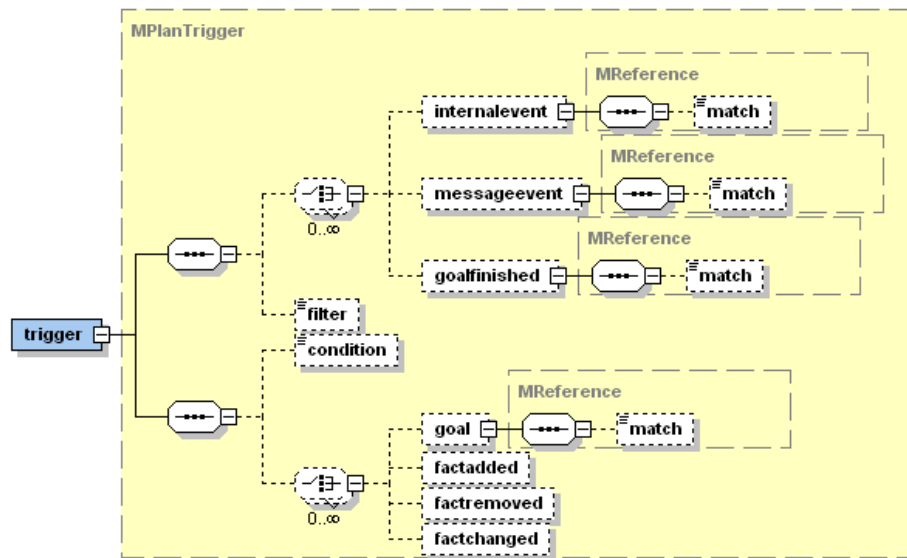 MPlanTrigger
MReference
internalevent
match
MReference
messageevent
match
0..∞
MReference
goalfinished
match
filter
trigger
condition
MReference
goal
match
factadded
factremoved
0..∞
factchanged